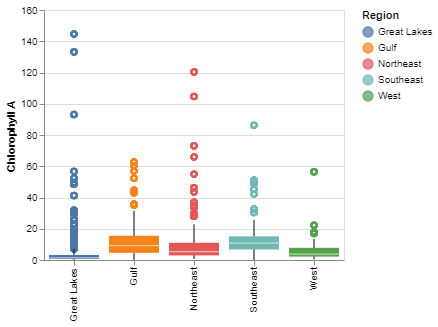 160
140
120
100
80
60
40
20
0
Chlorophyll A
Great Lakes
Gulf
Northeast
Southeast
West
Region
Great Lakes
Gulf
Northeast
Southeast
West